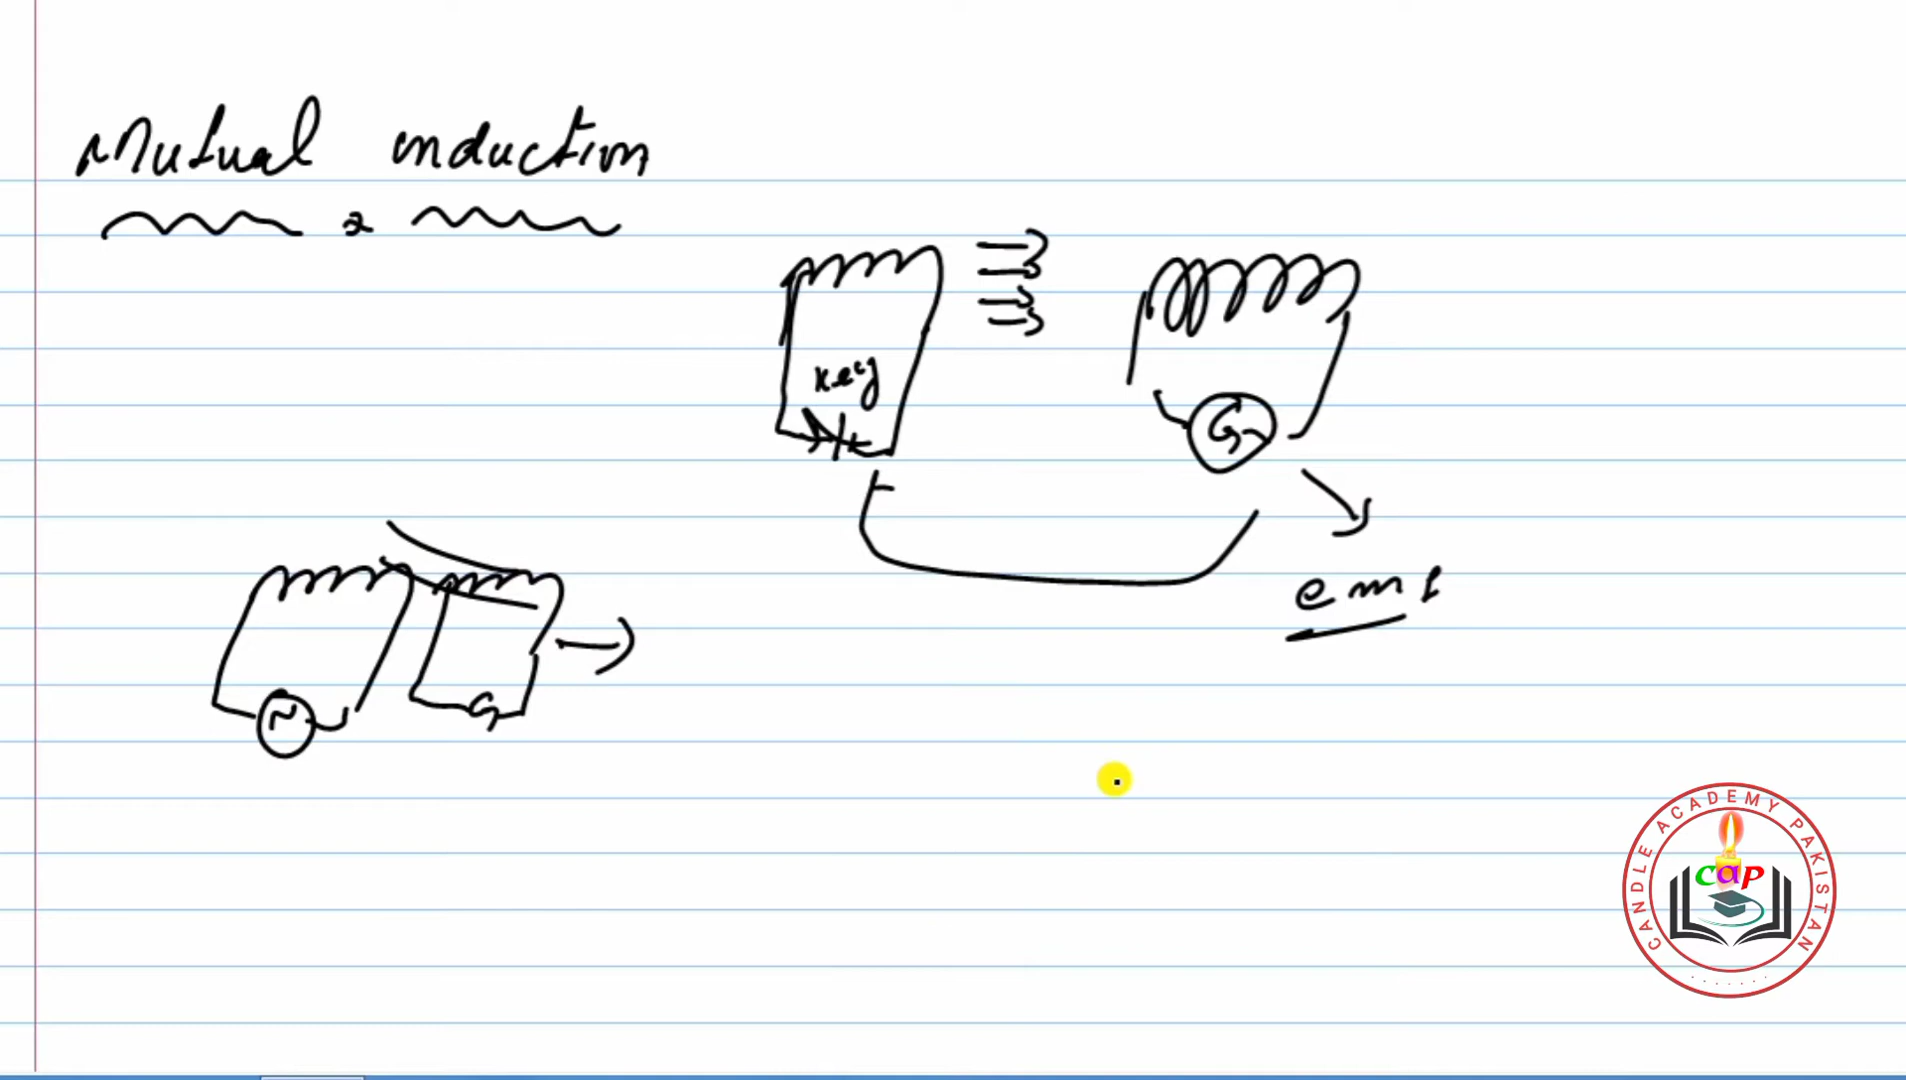 Mutual induction
key
G
emf
N
G
CANDLE ACADEMY PAKISTAN
cap